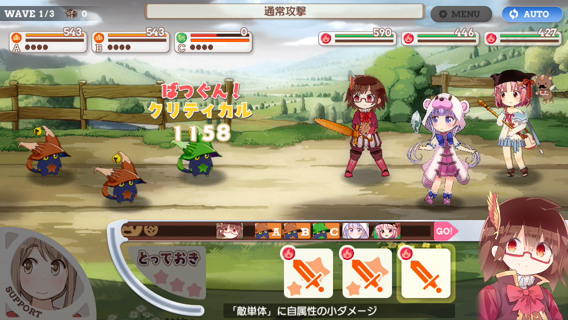 WAVE 1/3
0
通常攻撃
MENU
AUTO
543
A
543
B
0
C
590
446
427
ばつぐん!
クリティカル
1158
A B C GO!
とっておき
SUPPORT
「敵単体」に自属性の小ダメージ